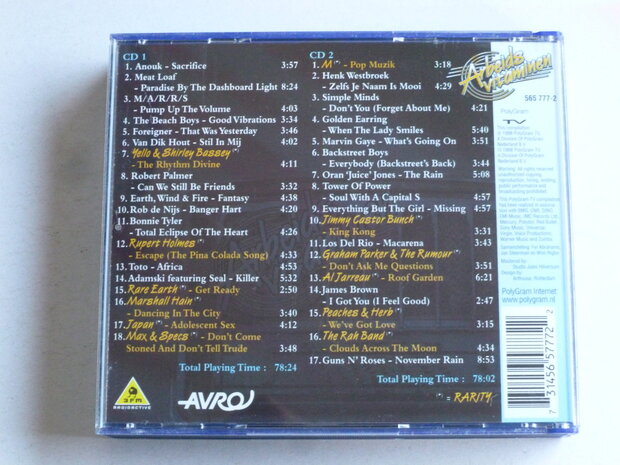 CD 1
1. Anouk - Sacrifice 3:57
2. Meat Loaf
- Paradise By The Dashboard Light 8:24
3. M/A/R/R/S
- Pump Up The Volume 4:03
4. The Beach Boys - Good Vibrations 3:34
5. Foreigner - That Was Yesterday 3:46
6. Van Dik Hout - Stil In Mij 4:02
7. Yello & Shirley Bassey (*)
- The Rhythm Divine 4:11
8. Robert Palmer
- Can We Still Be Friends 3:32
9. Earth, Wind & Fire - Fantasy 3:38
10. Rob de Nijs - Banger Hart 4:20
11. Bonnie Tyler
- Total Eclipse Of The Heart 4:26
12. Rupert Holmes (*)
- Escape (The Pina Colada Song) 4:33
13. Toto - Africa 4:53
14. Adamski featuring Seal - Killer 5:32
15. Rare Earth (*) - Get Ready 2:50
16. Marshall Hain (*)
- Dancing In The City 3:40
17. Japan (*) - Adolescent Sex 4:12
18. Max & Specs (*) - Don't Come
Stoned And Don't Tell Trude 3:48
Total Playing Time : 78:24
3FM
RADIOACTIVE
AVRO
CD 2
1. M (*) - Pop Muzik 3:18
2. Henk Westbroek
- Zelfs Je Naam Is Mooi 4:29
3. Simple Minds
- Don't You (Forget About Me) 4:21
4. Golden Earring
- When The Lady Smiles 5:40
5. Marvin Gaye - What's Going On 3:51
6. Backstreet Boys
- Everybody (Backstreet's Back) 3:44
7. Oran 'Juice' Jones - The Rain 5:08
8. Tower Of Power
- Soul With A Capital S 4:57
9. Everything But The Girl - Missing 4:57
10. Jimmy Castor Bunch (*)
- King Kong 3:31
11. Los Del Rio - Macarena 3:43
12. Graham Parker & The Rumour (*)
- Don't Ask Me Questions 3:51
13. Al Jarreau (*) - Roof Garden 6:21
14. James Brown
- I Got You (I Feel Good) 2:47
15. Peaches & Herb (*)
- We've Got Love 3:15
16. The Rah Band (*)
- Clouds Across The Moon 4:34
17. Guns N' Roses - November Rain 8:53
Total Playing Time : 78:02
(*) = RARITY
Arbeids
Vitaminen
565 777-2
PolyGram
TV
PolyGram Internet:
www.polygram.nl
7 31456 57772 2